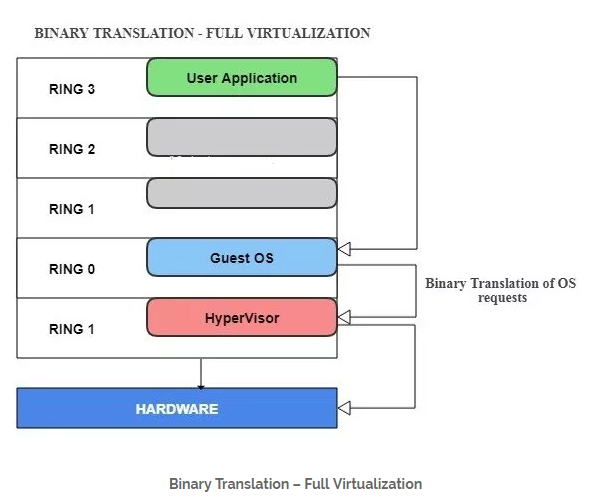 BINARY TRANSLATION - FULL VIRTUALIZATION
RING 3
User Application
RING 2
RING 1
RING 0
Guest OS
Binary Translation of OS
requests
RING 1
HyperVisor
HARDWARE
Binary Translation – Full Virtualization